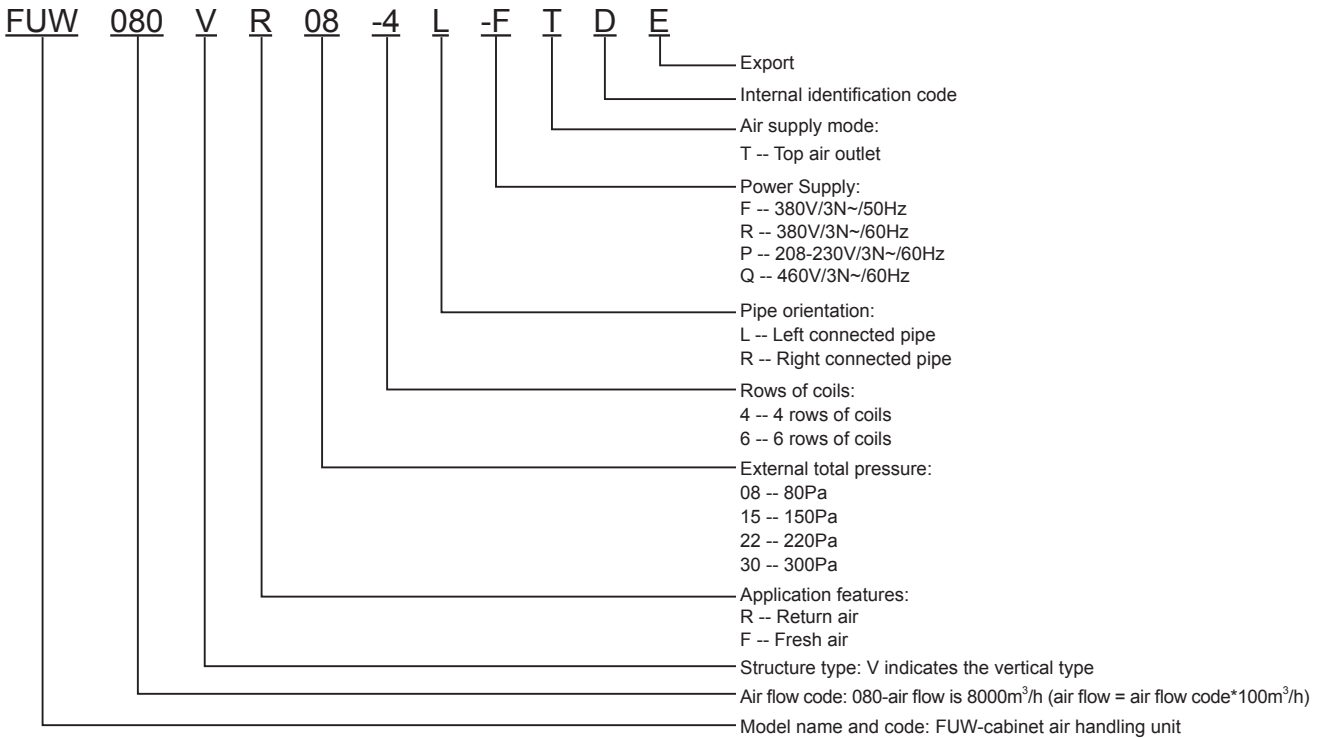 FUW 080 V R 08 -4 L -F T D E
Export
Internal identification code
Air supply mode:
T -- Top air outlet
Power Supply:
F -- 380V/3N~/50Hz
R -- 380V/3N~/60Hz
P -- 208-230V/3N~/60Hz
Q -- 460V/3N~/60Hz
Pipe orientation:
L -- Left connected pipe
R -- Right connected pipe
Rows of coils:
4 -- 4 rows of coils
6 -- 6 rows of coils
External total pressure:
08 -- 80Pa
15 -- 150Pa
22 -- 220Pa
30 -- 300Pa
Application features:
R -- Return air
F -- Fresh air
Structure type: V indicates the vertical type
Air flow code: 080-air flow is 8000m³/h (air flow = air flow code*100m³/h)
Model name and code: FUW-cabinet air handling unit